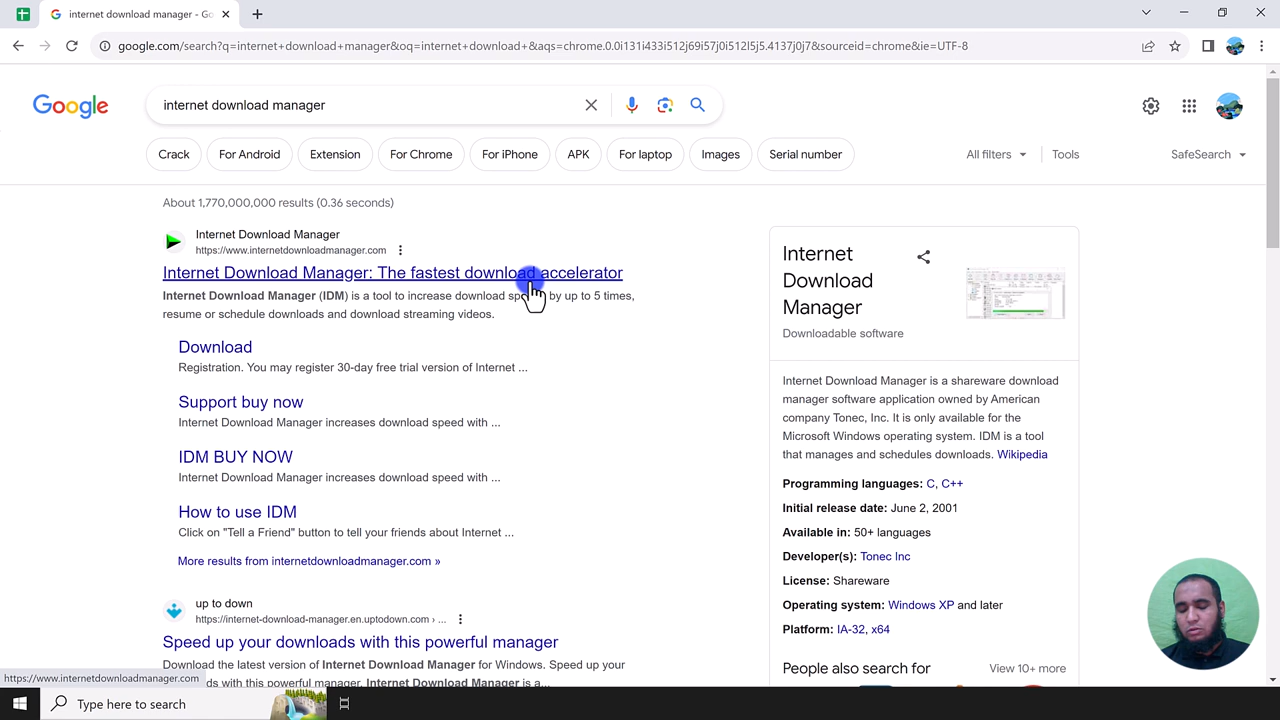 internet download manager - Go
google.com/search?q=internet+download+manager&oq=internet+download+&aqs=chrome.0.0i131i433i512j69i57j0i512l5j5.4137j0j7&sourceid=chrome&ie=UTF-8
Google
internet download manager
Crack
For Android
Extension
For Chrome
For iPhone
APK
For laptop
Images
Serial number
All filters
Tools
SafeSearch
About 1,770,000,000 results (0.36 seconds)
Internet Download Manager
https://www.internetdownloadmanager.com
Internet Download Manager: The fastest download accelerator
Internet Download Manager (IDM) is a tool to increase download by up to 5 times,
resume or schedule downloads and download streaming videos.
Download
Registration. You may register 30-day free trial version of Internet ...
Support buy now
Internet Download Manager increases download speed with ...
IDM BUY NOW
Internet Download Manager increases download speed with ...
How to use IDM
Click on "Tell a Friend" button to tell your friends about Internet ...
More results from internetdownloadmanager.com »
up to down
https://internet-download-manager.en.uptodown.com › ...
Speed up your downloads with this powerful manager
Download the latest version of Internet Download Manager for Windows. Speed up your
with this powerful manager. Internet Download Manager is a...
Internet
Download
Manager
Downloadable software
Internet Download Manager is a shareware download
manager software application owned by American
company Tonec, Inc. It is only available for the
Microsoft Windows operating system. IDM is a tool
that manages and schedules downloads. Wikipedia
Programming languages: C, C++
Initial release date: June 2, 2001
Available in: 50+ languages
Developer(s): Tonec Inc
License: Shareware
Operating system: Windows XP and later
Platform: IA-32, x64
People also search for
View 10+ more
https://www.internetdownloadmanager.com
Type here to search